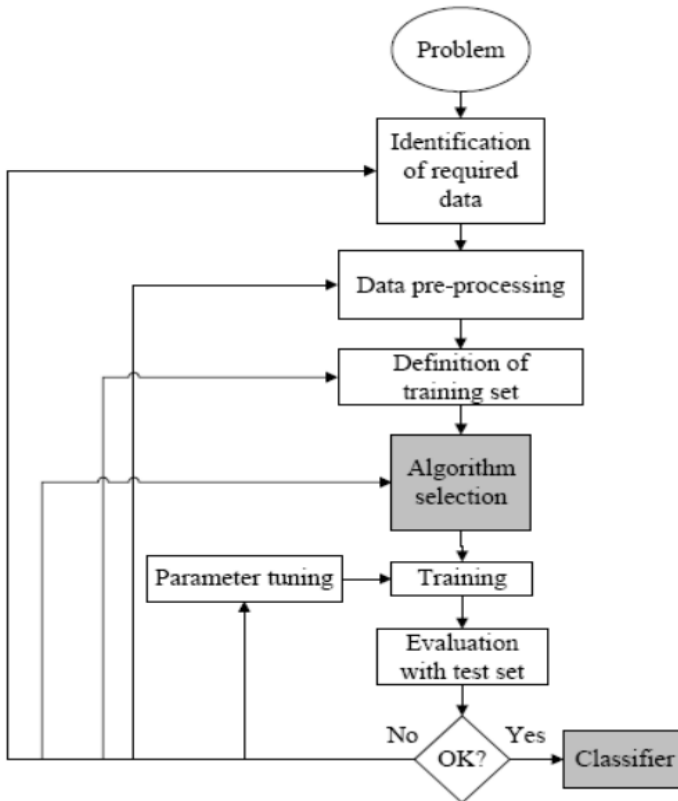 Problem
Identification
of required
data
Data pre-processing
Definition of
training set
Algorithm
selection
Parameter tuning
Training
Evaluation
with test set
No
OK?
Yes
Classifier